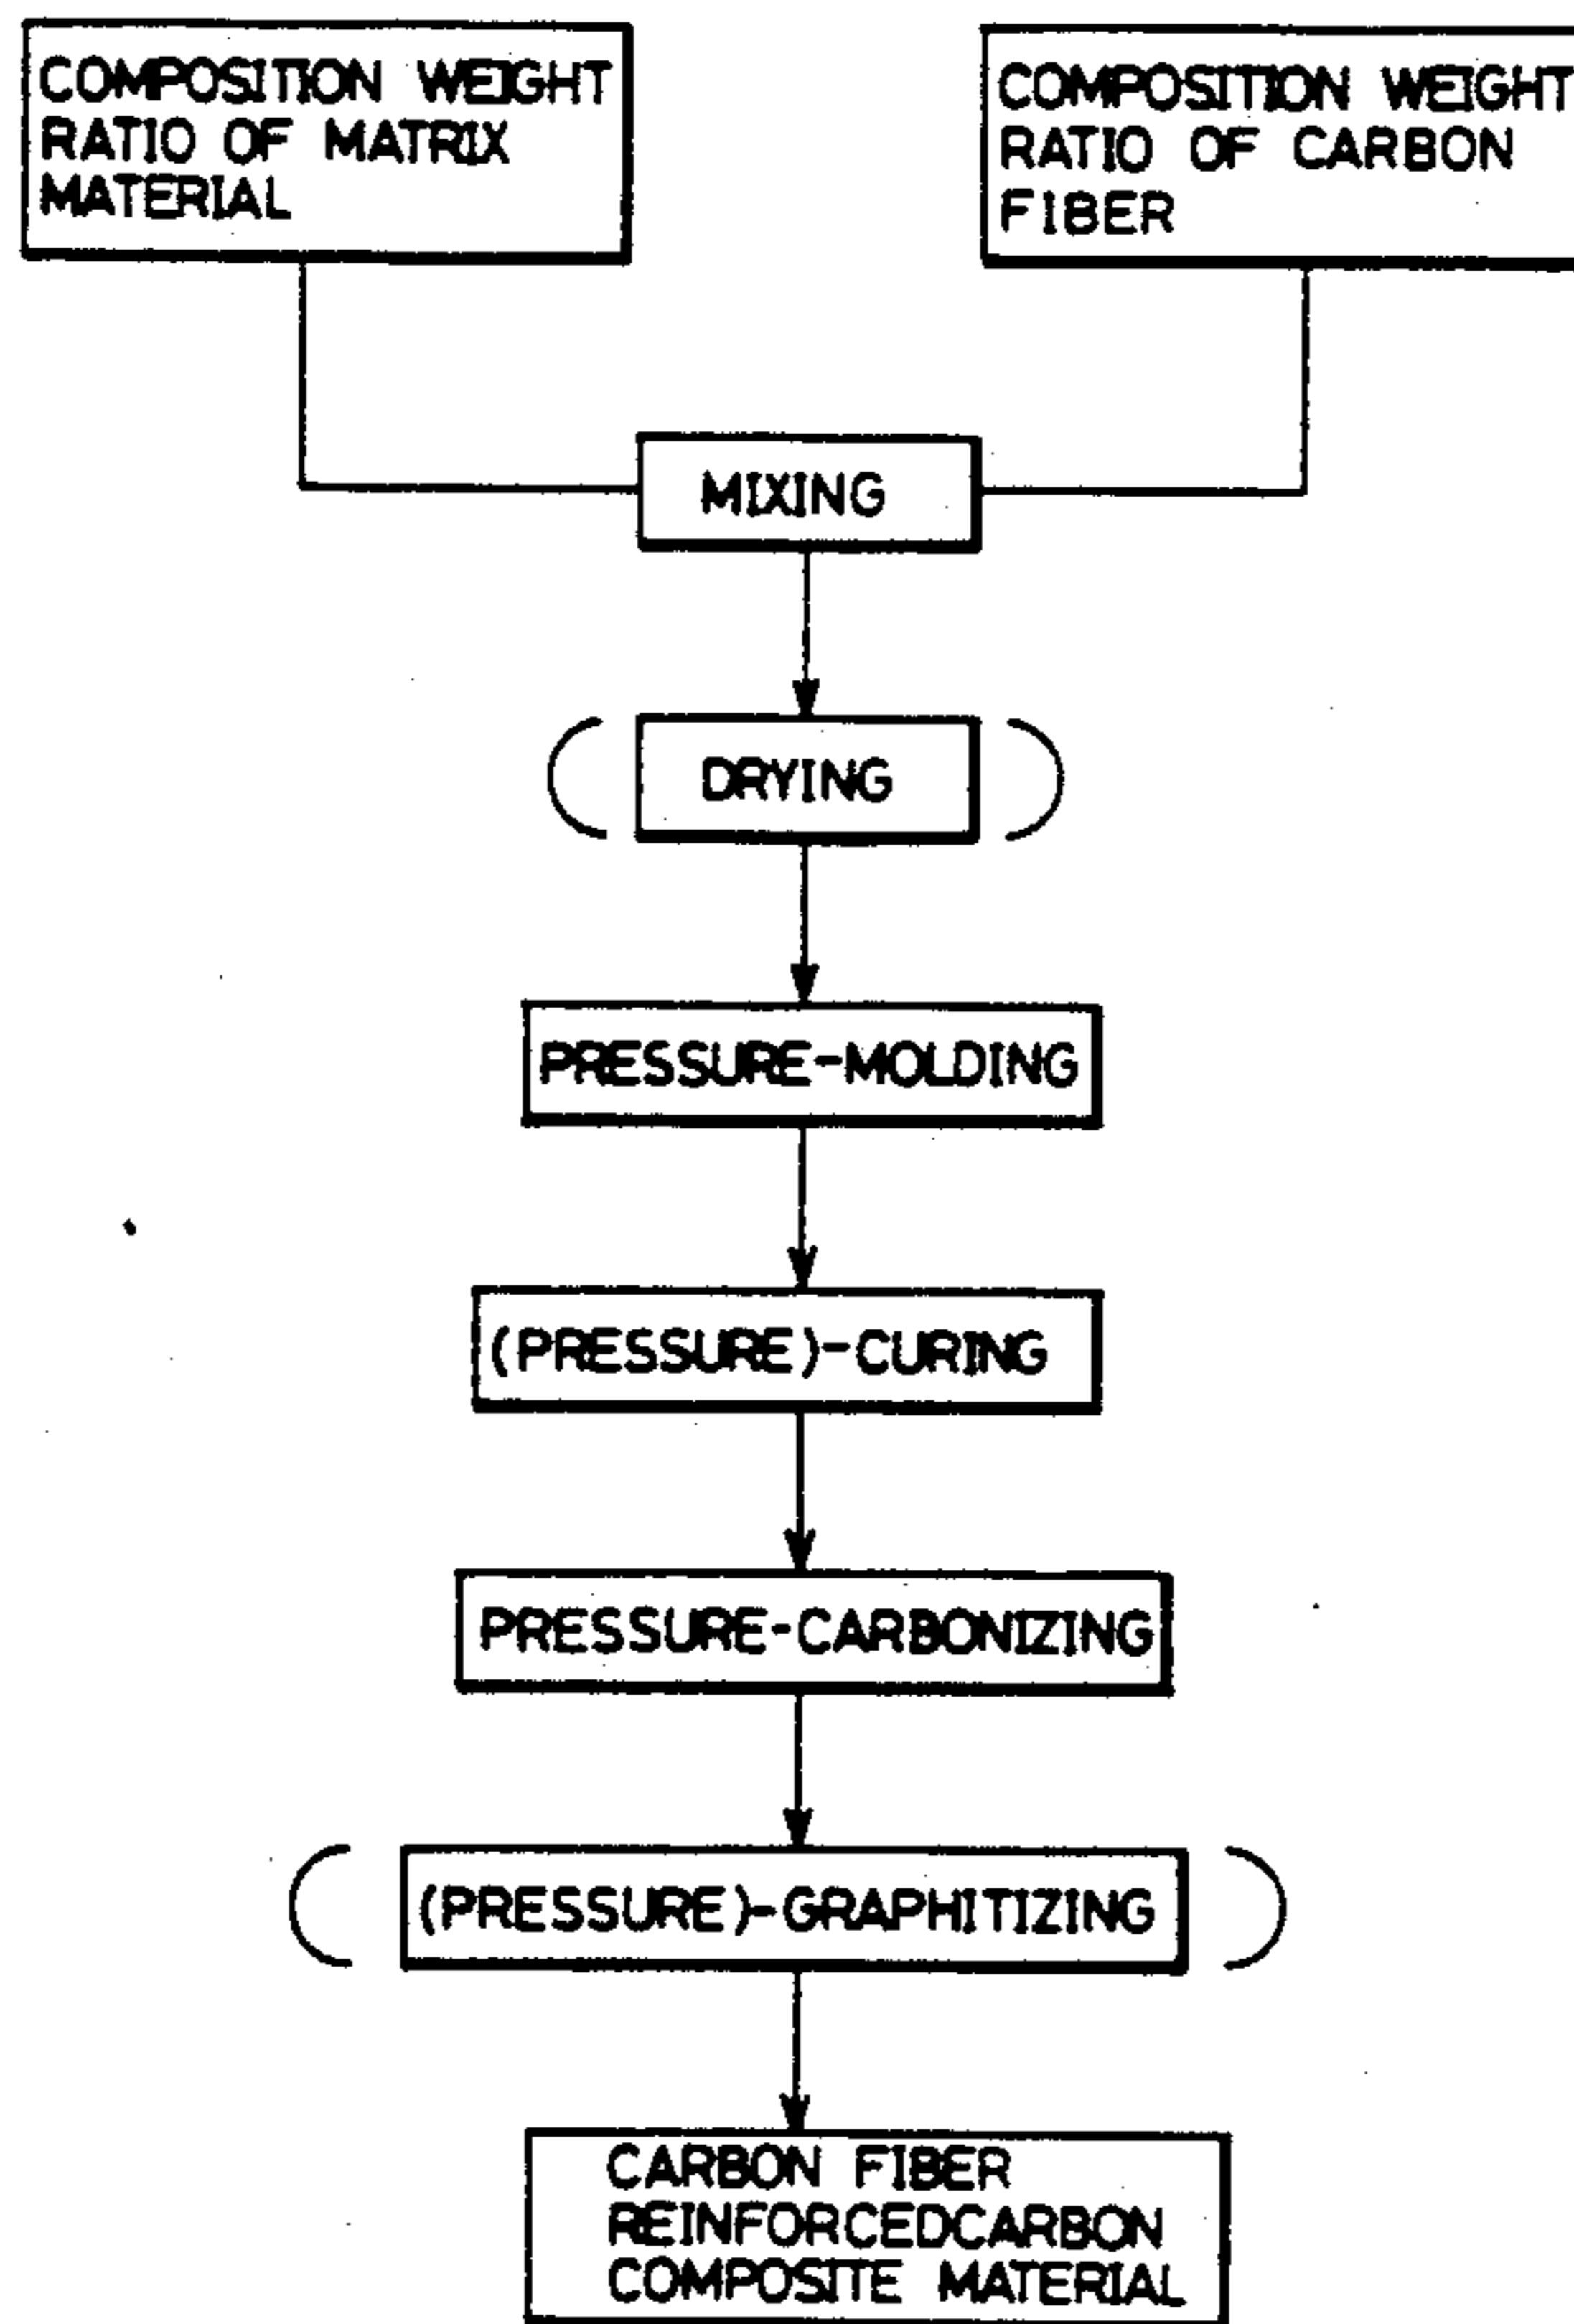 COMPOSITION WEIGHT
RATIO OF MATRIX
MATERIAL
COMPOSITION WEIGHT
RATIO OF CARBON
FIBER
MIXING
( DRYING )
PRESSURE-MOLDING
(PRESSURE)-CURING
PRESSURE-CARBONIZING
( (PRESSURE)-GRAPHITIZING )
CARBON FIBER
REINFORCEDCARBON
COMPOSITE MATERIAL